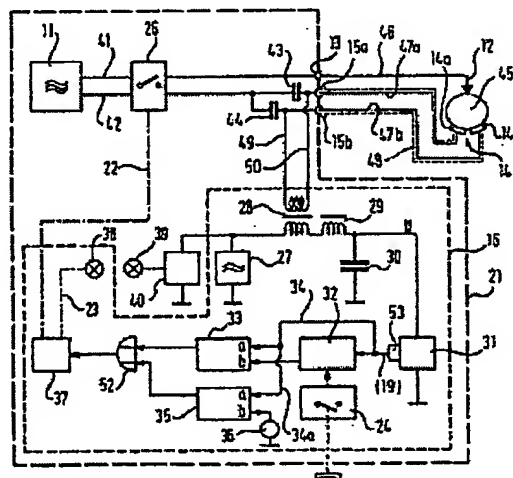 11 41 26 43 13 15a 46 12
42 47a 14a 45
44 15b 47b 14
49 50 48 16
22 28 29
38 39 16
23 40 27 30 21
34 32 53
33 a b (19) 31
37 52
35 a b 24
36 34a